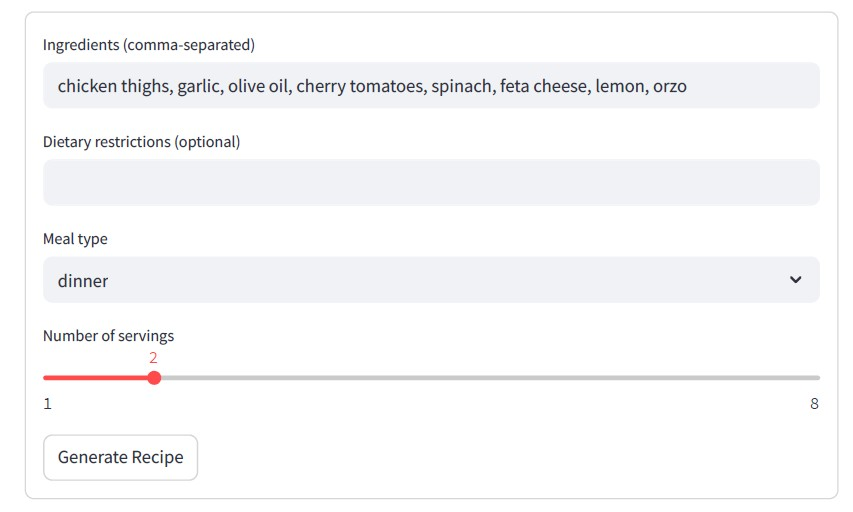 Ingredients (comma-separated)
chicken thighs, garlic, olive oil, cherry tomatoes, spinach, feta cheese, lemon, orzo
Dietary restrictions (optional)
Meal type
dinner
Number of servings
2
1 8
Generate Recipe